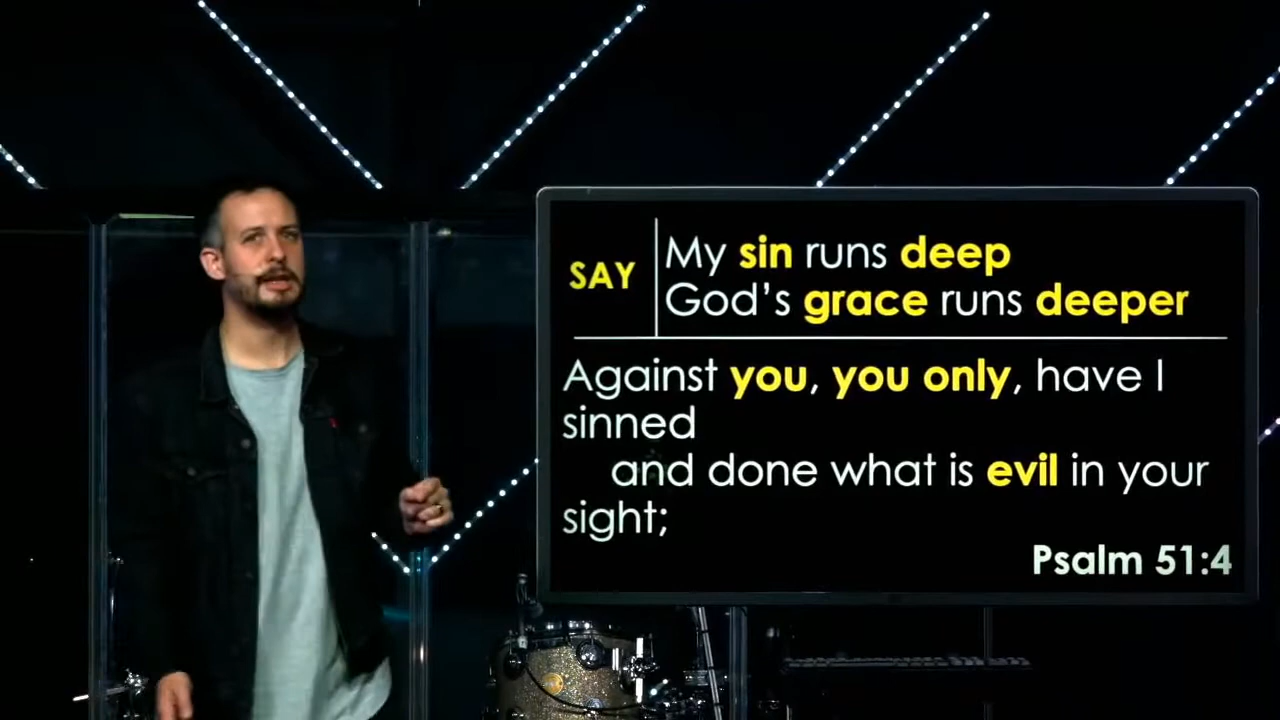 SAY
My sin runs deep
God's grace runs deeper
Against you, you only, have I
sinned
and done what is evil in your
sight;
Psalm 51:4